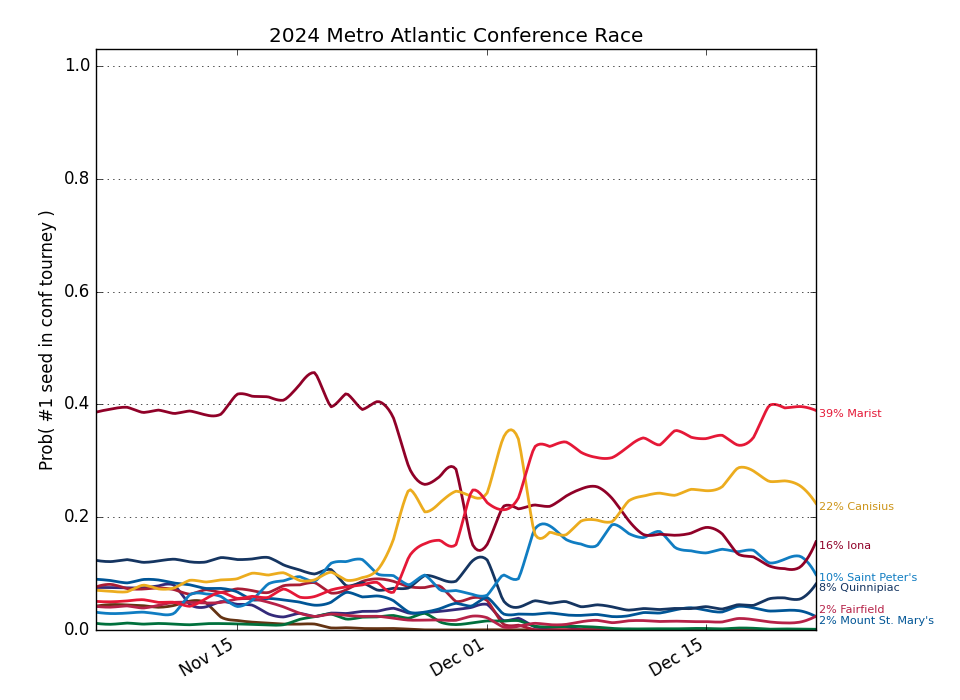 2024 Metro Atlantic Conference Race
Prob( #1 seed in conf tourney )
1.0
0.8
0.6
0.4
0.2
0.0
Nov 15
Dec 01
Dec 15
39% Marist
22% Canisius
16% Iona
10% Saint Peter's
8% Quinnipiac
2% Fairfield
2% Mount St. Mary's